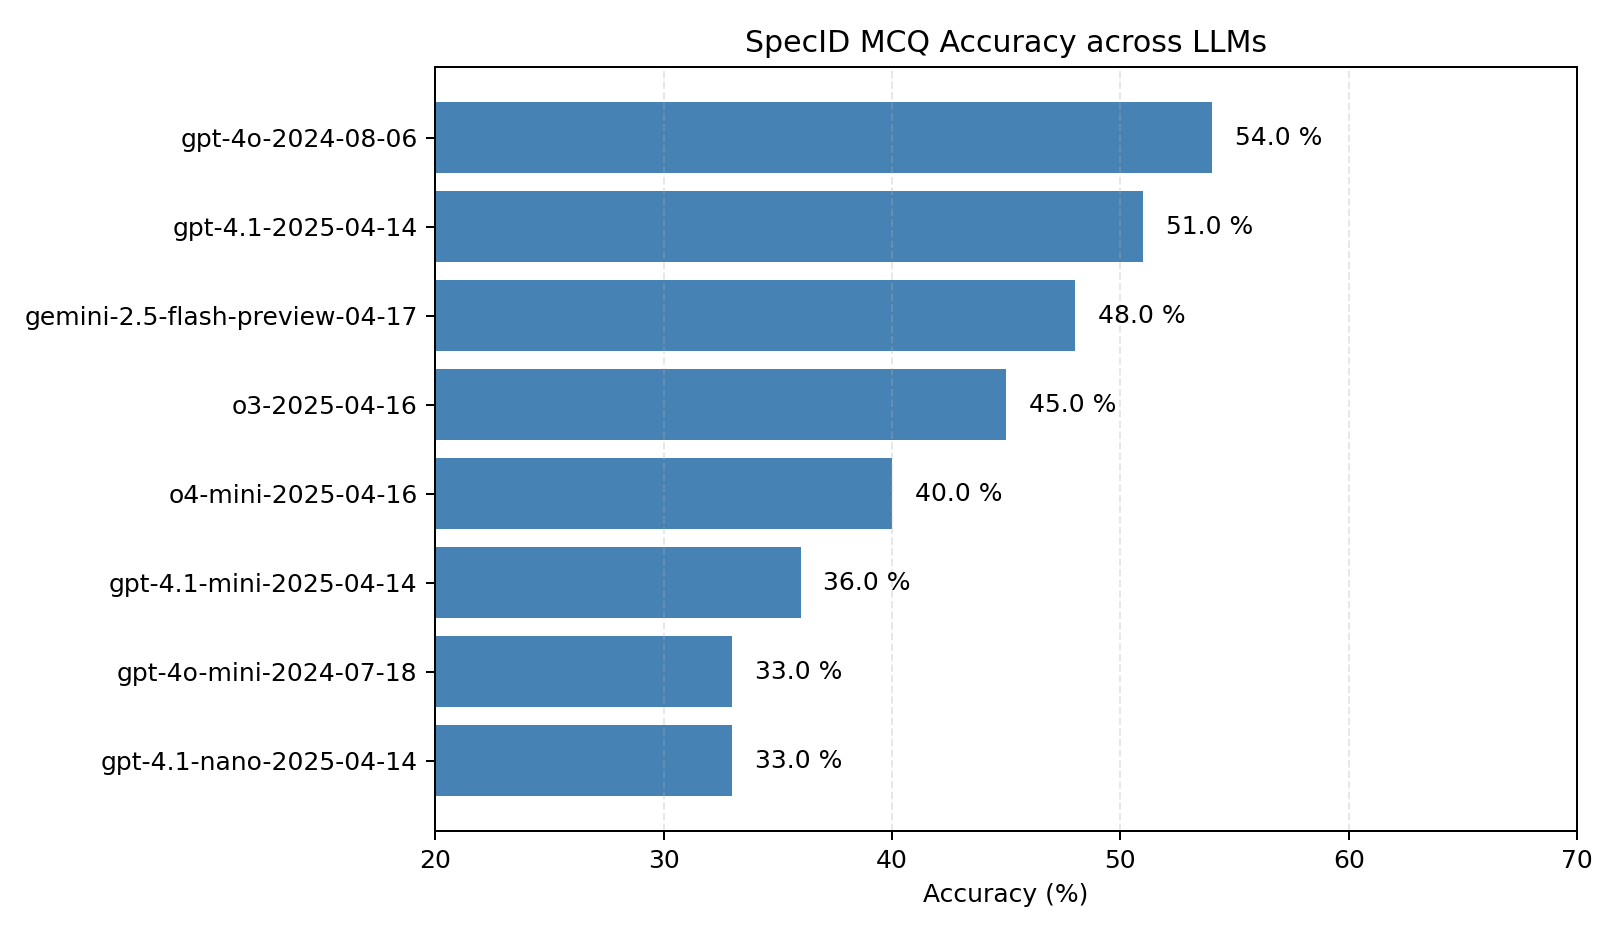 SpecID MCQ Accuracy across LLMs
gpt-4o-2024-08-06 54.0 %
gpt-4.1-2025-04-14 51.0 %
gemini-2.5-flash-preview-04-17 48.0 %
o3-2025-04-16 45.0 %
o4-mini-2025-04-16 40.0 %
gpt-4.1-mini-2025-04-14 36.0 %
gpt-4o-mini-2024-07-18 33.0 %
gpt-4.1-nano-2025-04-14 33.0 %
20 30 40 50 60 70
Accuracy (%)